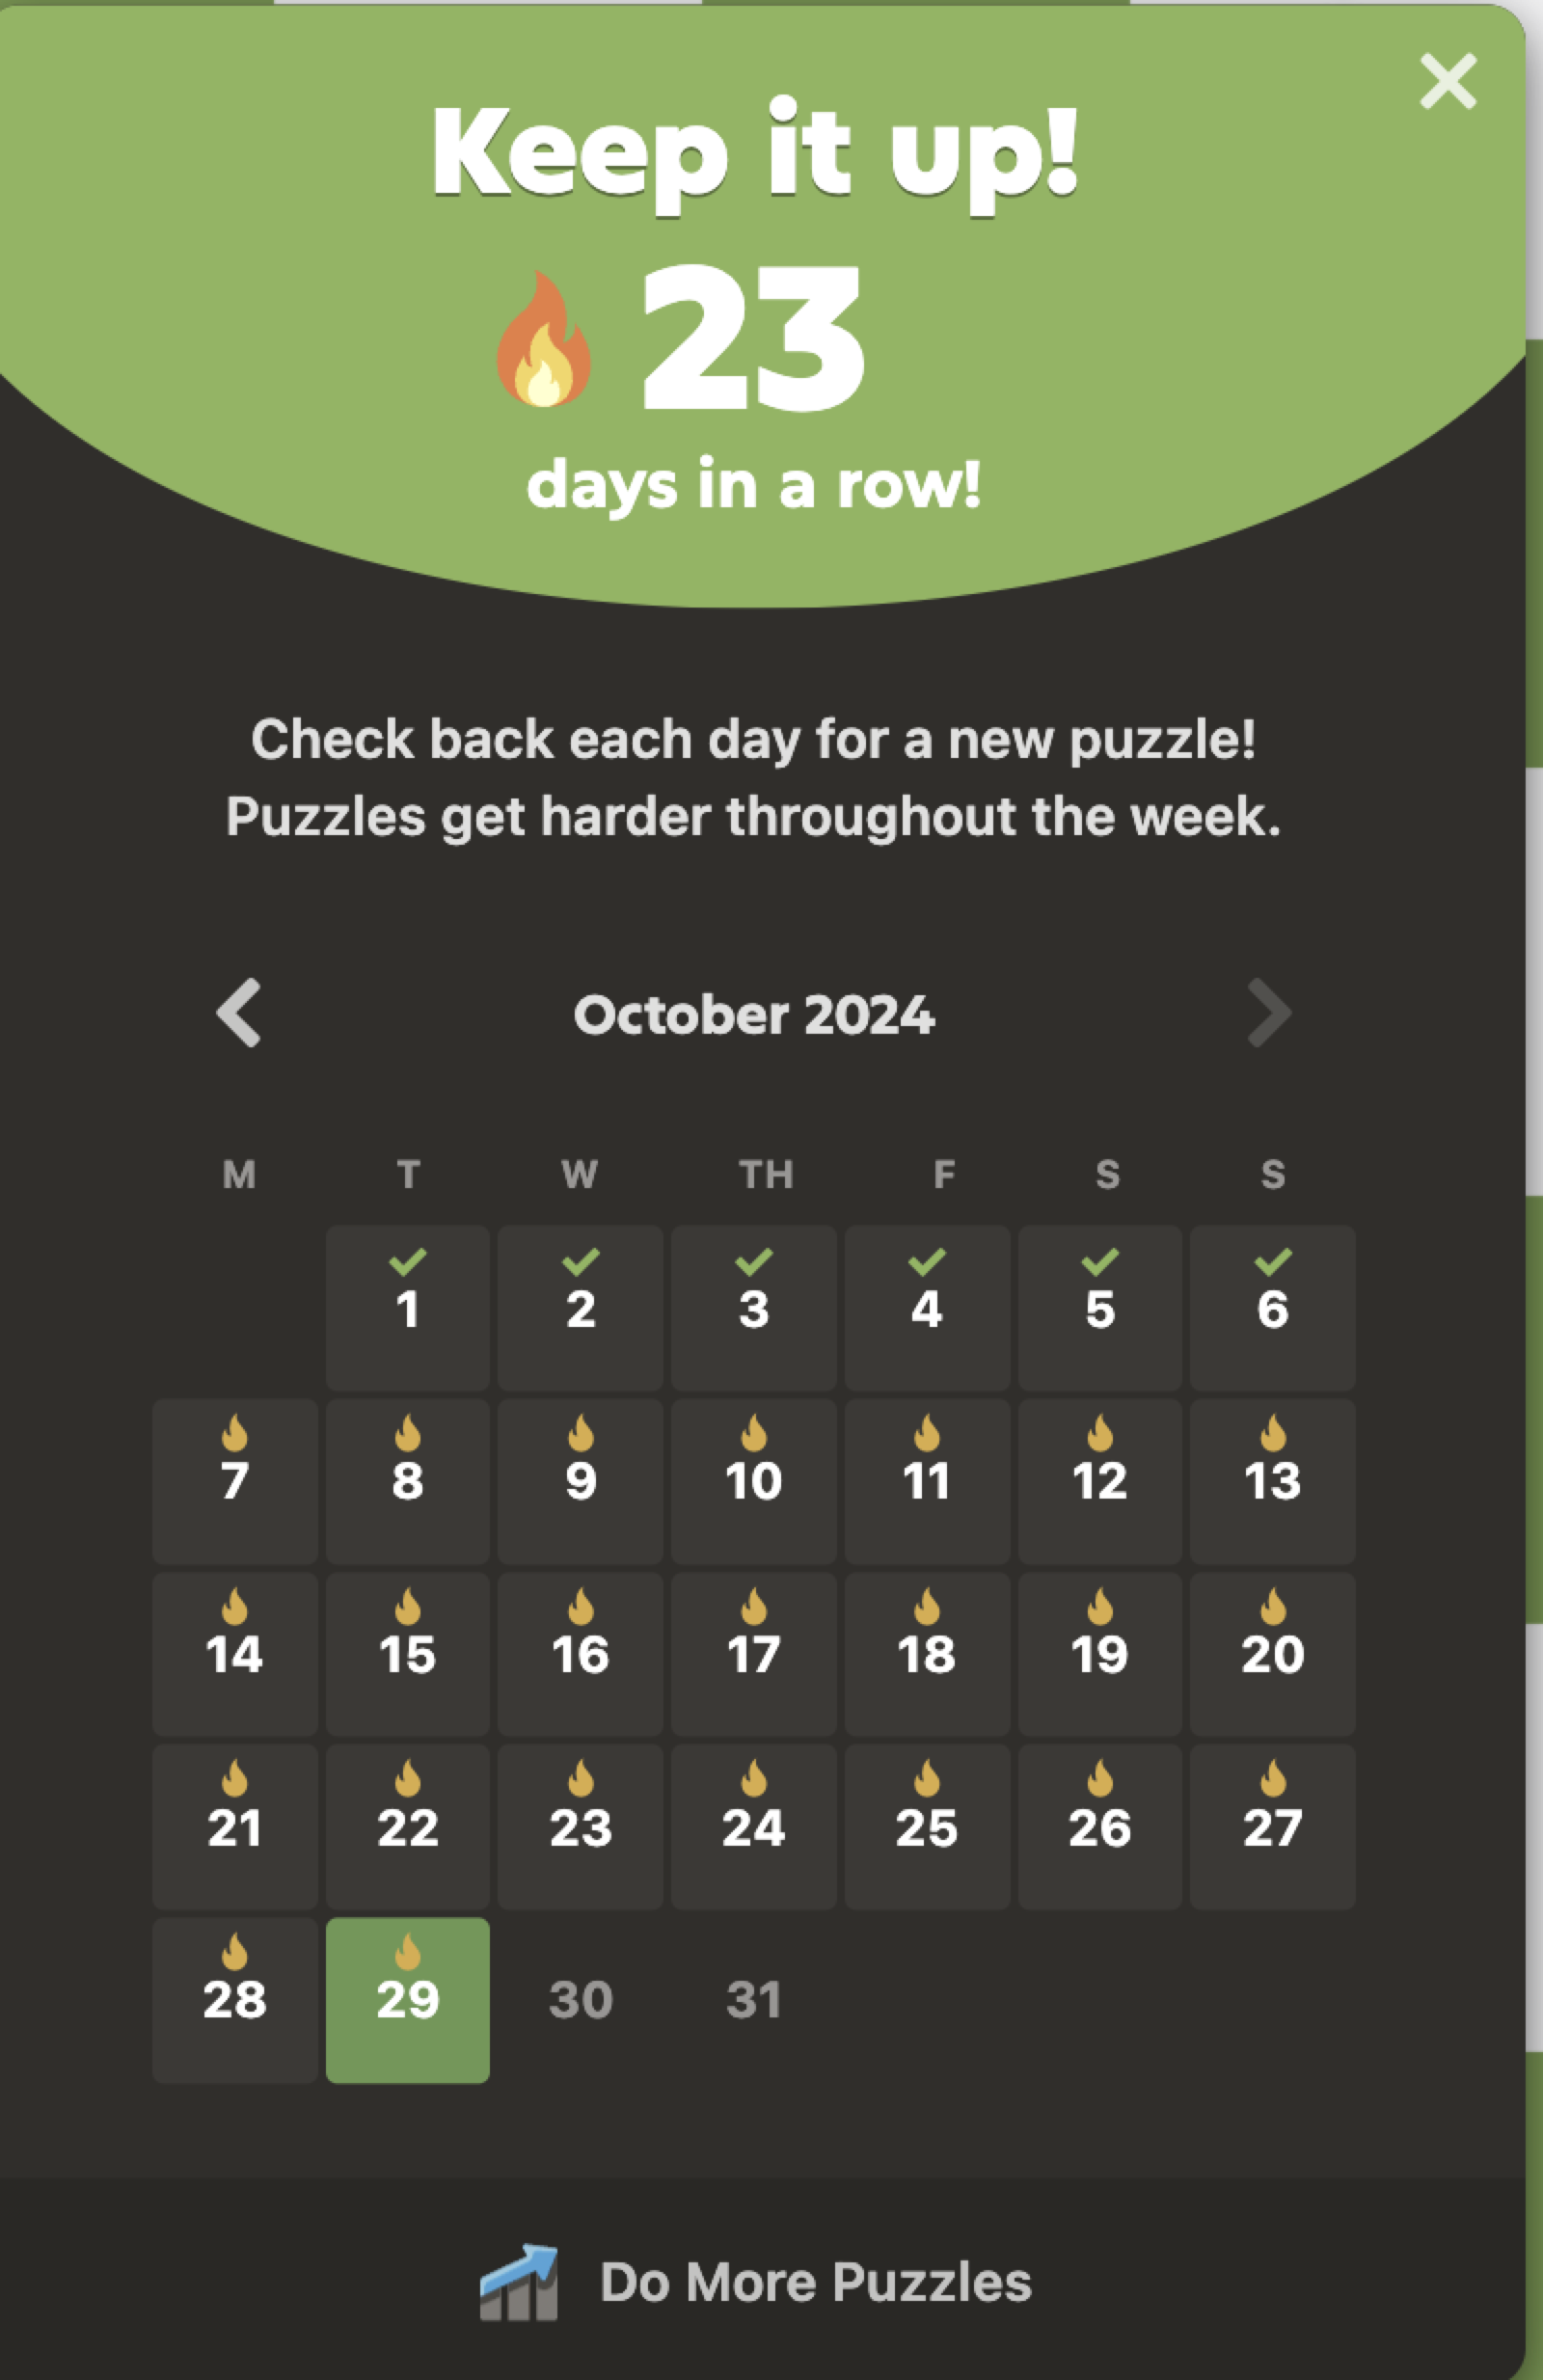 Keep it up!
23
days in a row!
Check back each day for a new puzzle!
Puzzles get harder throughout the week.
October 2024
M T W TH F S S
1 2 3 4 5 6
7 8 9 10 11 12 13
14 15 16 17 18 19 20
21 22 23 24 25 26 27
28 29 30 31
Do More Puzzles